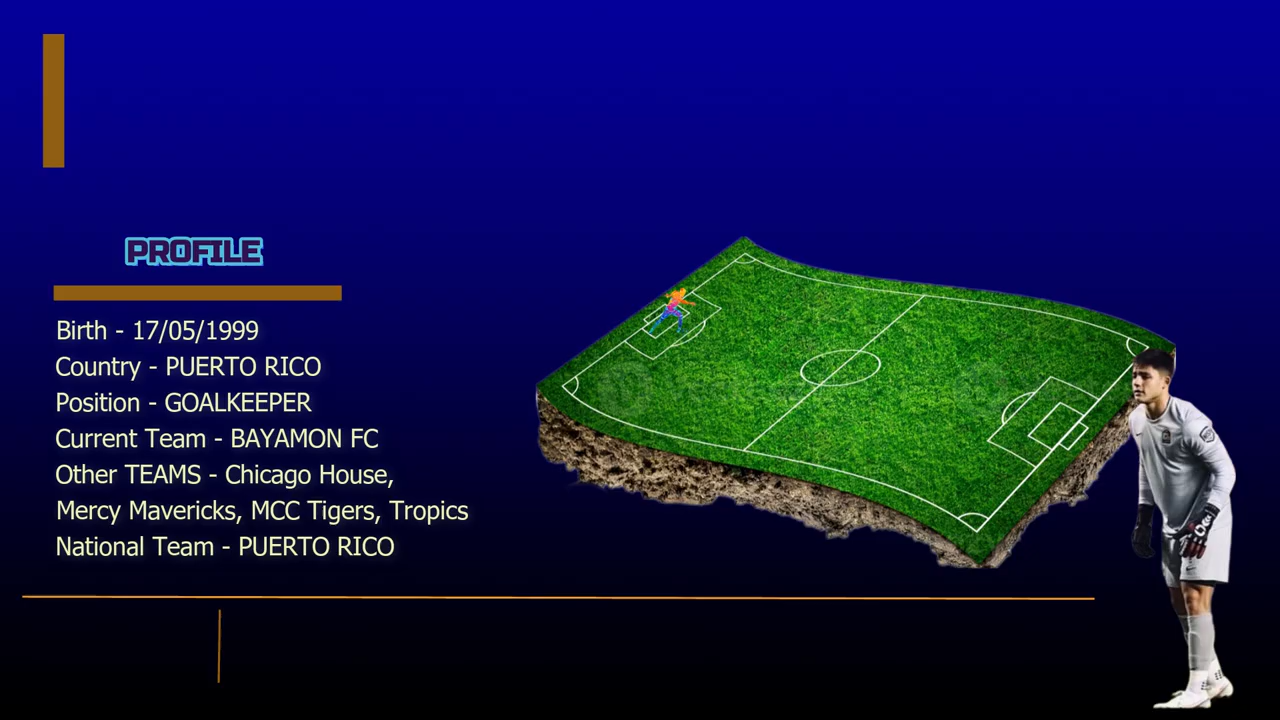 PROFILE
Birth - 17/05/1999
Country - PUERTO RICO
Position - GOALKEEPER
Current Team - BAYAMON FC
Other TEAMS - Chicago House,
Mercy Mavericks, MCC Tigers, Tropics
National Team - PUERTO RICO